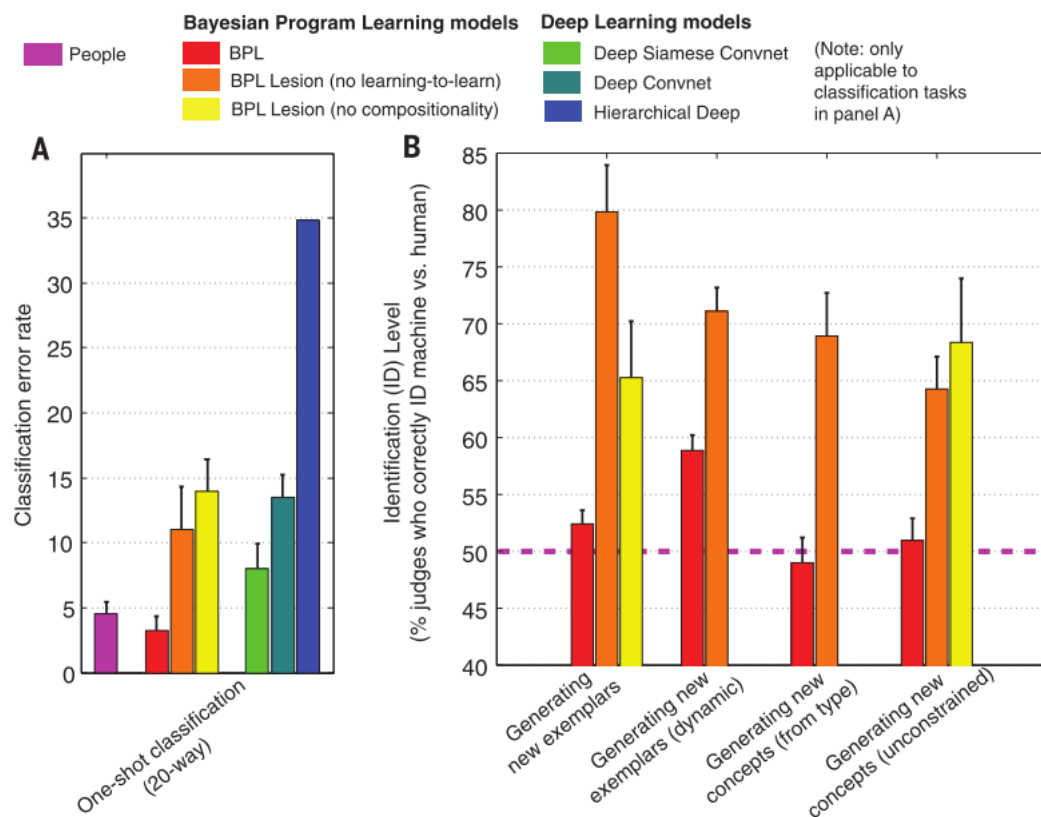 Bayesian Program Learning models
Deep Learning models
People
BPL
BPL Lesion (no learning-to-learn)
BPL Lesion (no compositionality)
Deep Siamese Convnet
Deep Convnet
Hierarchical Deep
(Note: only
applicable to
classification tasks
in panel A)
A
Classification error rate
35
30
25
20
15
10
5
0
One-shot classification
(20-way)
B
Identification (ID) Level
(% judges who correctly ID machine vs. human)
85
80
75
70
65
60
55
50
45
40
Generating
new exemplars
Generating new
exemplars (dynamic)
Generating new
concepts (from type)
Generating new
concepts (unconstrained)